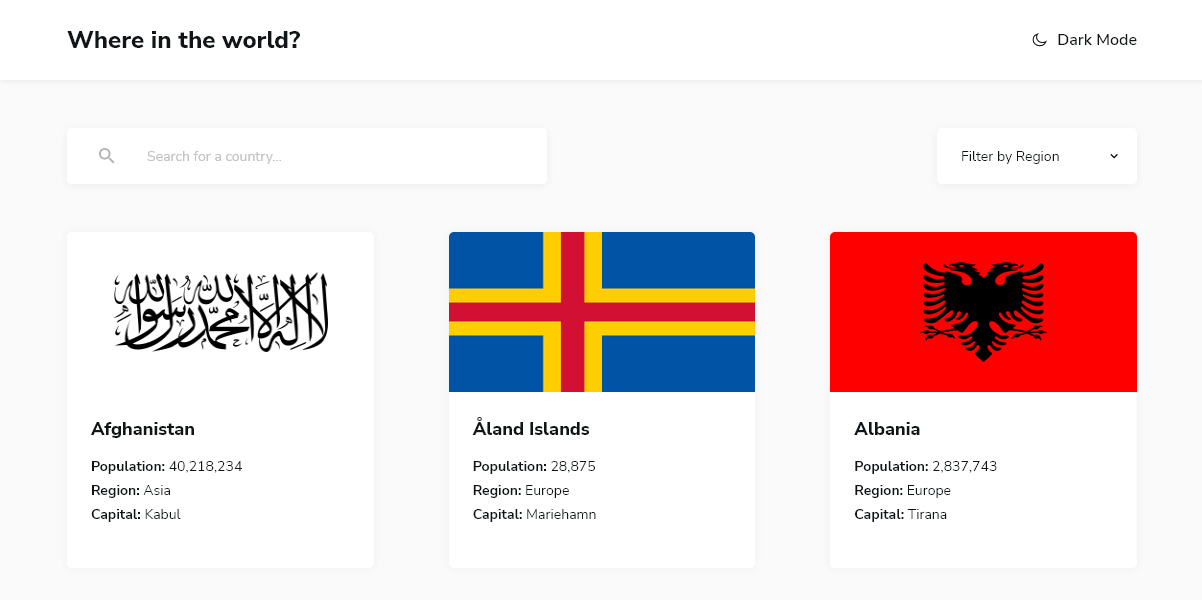 Where in the world?
Dark Mode
Search for a country...
Filter by Region
لا إله إلا الله محمد رسول الله
Afghanistan
Population: 40,218,234
Region: Asia
Capital: Kabul
Åland Islands
Population: 28,875
Region: Europe
Capital: Mariehamn
Albania
Population: 2,837,743
Region: Europe
Capital: Tirana